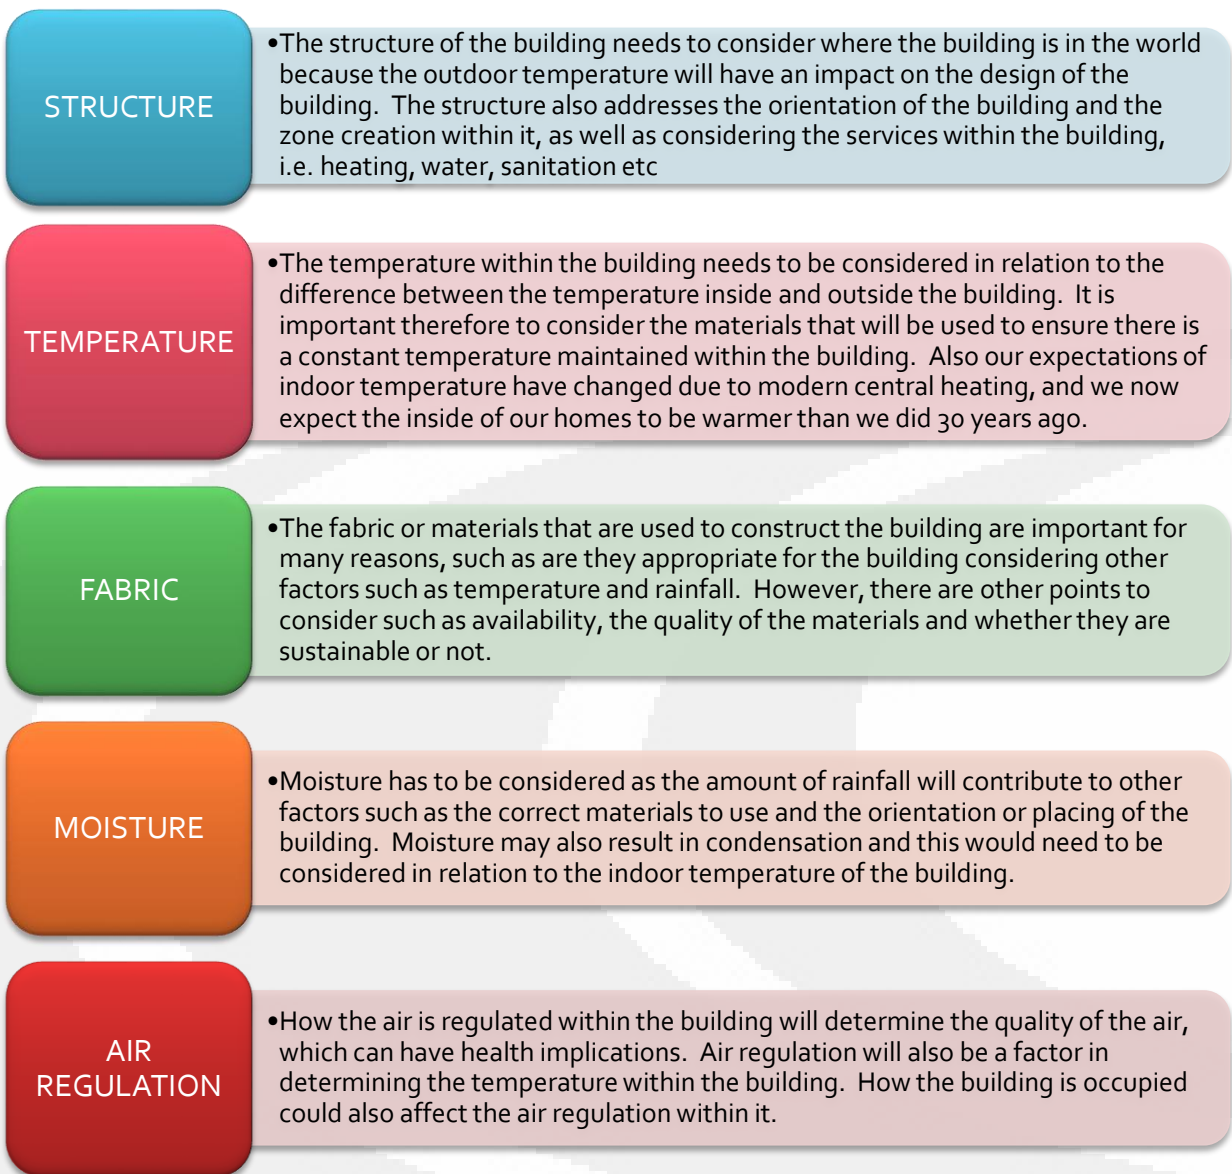 STRUCTURE
•The structure of the building needs to consider where the building is in the world
because the outdoor temperature will have an impact on the design of the
building.  The structure also addresses the orientation of the building and the
zone creation within it, as well as considering the services within the building,
i.e. heating, water, sanitation etc
TEMPERATURE
•The temperature within the building needs to be considered in relation to the
difference between the temperature inside and outside the building.  It is
important therefore to consider the materials that will be used to ensure there is
a constant temperature maintained within the building.  Also our expectations of
indoor temperature have changed due to modern central heating, and we now
expect the inside of our homes to be warmer than we did 30 years ago.
FABRIC
•The fabric or materials that are used to construct the building are important for
many reasons, such as are they appropriate for the building considering other
factors such as temperature and rainfall.  However, there are other points to
consider such as availability, the quality of the materials and whether they are
sustainable or not.
MOISTURE
•Moisture has to be considered as the amount of rainfall will contribute to other
factors such as the correct materials to use and the orientation or placing of the
building.  Moisture may also result in condensation and this would need to be
considered in relation to the indoor temperature of the building.
AIR
REGULATION
•How the air is regulated within the building will determine the quality of the air,
which can have health implications.  Air regulation will also be a factor in
determining the temperature within the building.  How the building is occupied
could also affect the air regulation within it.